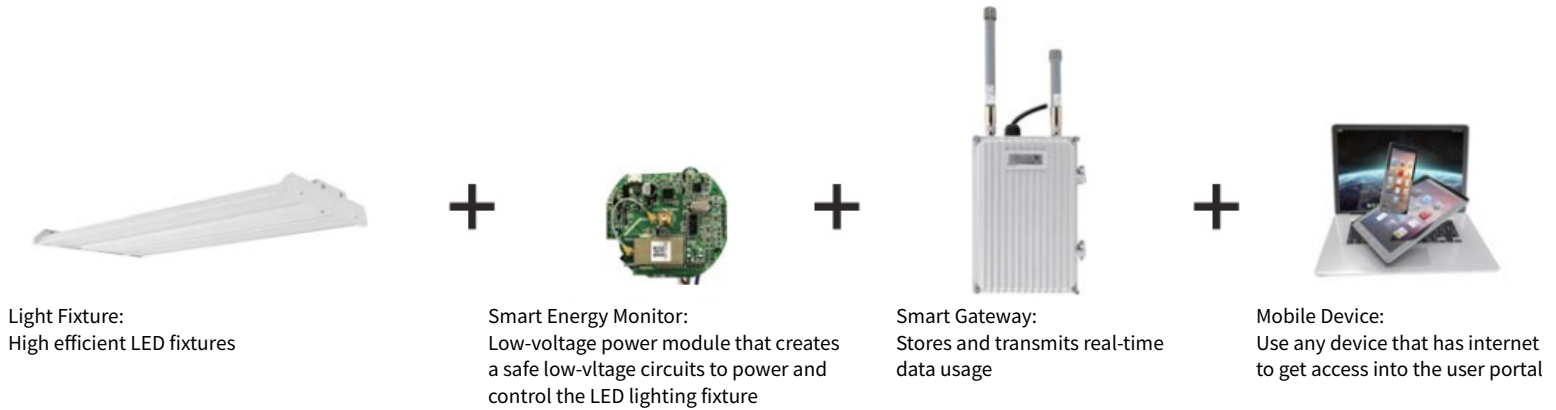 Light Fixture:
High efficient LED fixtures
Smart Energy Monitor:
Low-voltage power module that creates
a safe low-vltage circuits to power and
control the LED lighting fixture
Smart Gateway:
Stores and transmits real-time
data usage
Mobile Device:
Use any device that has internet
to get access into the user portal